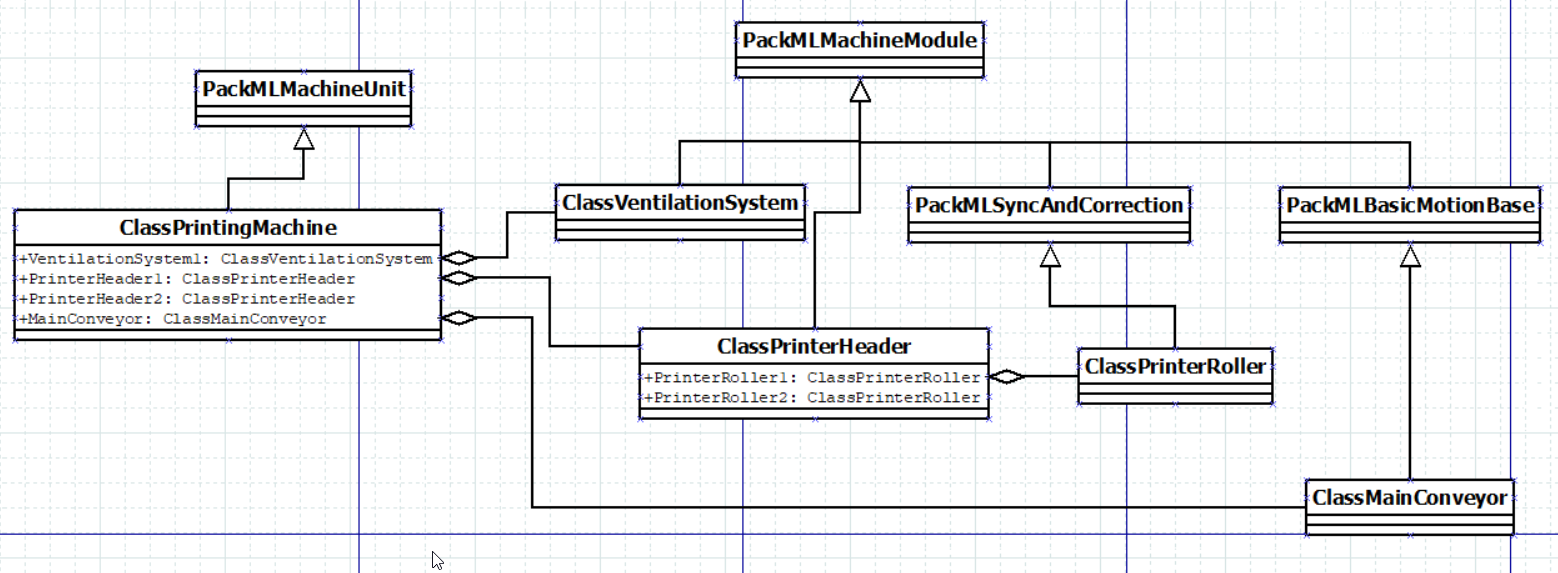 PackMLMachineModule
PackMLMachineUnit
ClassPrintingMachine
+VentilationSystem1: ClassVentilationSystem
+PrinterHeader1: ClassPrinterHeader
+PrinterHeader2: ClassPrinterHeader
+MainConveyor: ClassMainConveyor
ClassVentilationSystem
PackMLSyncAndCorrection
PackMLBasicMotionBase
ClassPrinterHeader
+PrinterRoller1: ClassPrinterRoller
+PrinterRoller2: ClassPrinterRoller
ClassPrinterRoller
ClassMainConveyor